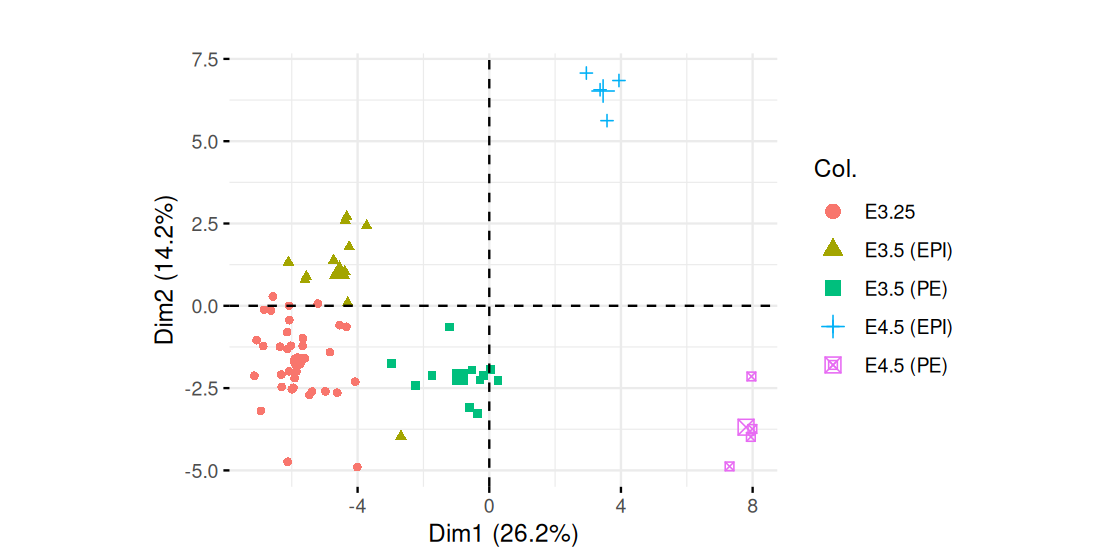 7.5
5.0
2.5
0.0
-2.5
-5.0
Dim2 (14.2%)
-4
0
4
8
Dim1 (26.2%)
Col.
E3.25
E3.5 (EPI)
E3.5 (PE)
E4.5 (EPI)
E4.5 (PE)